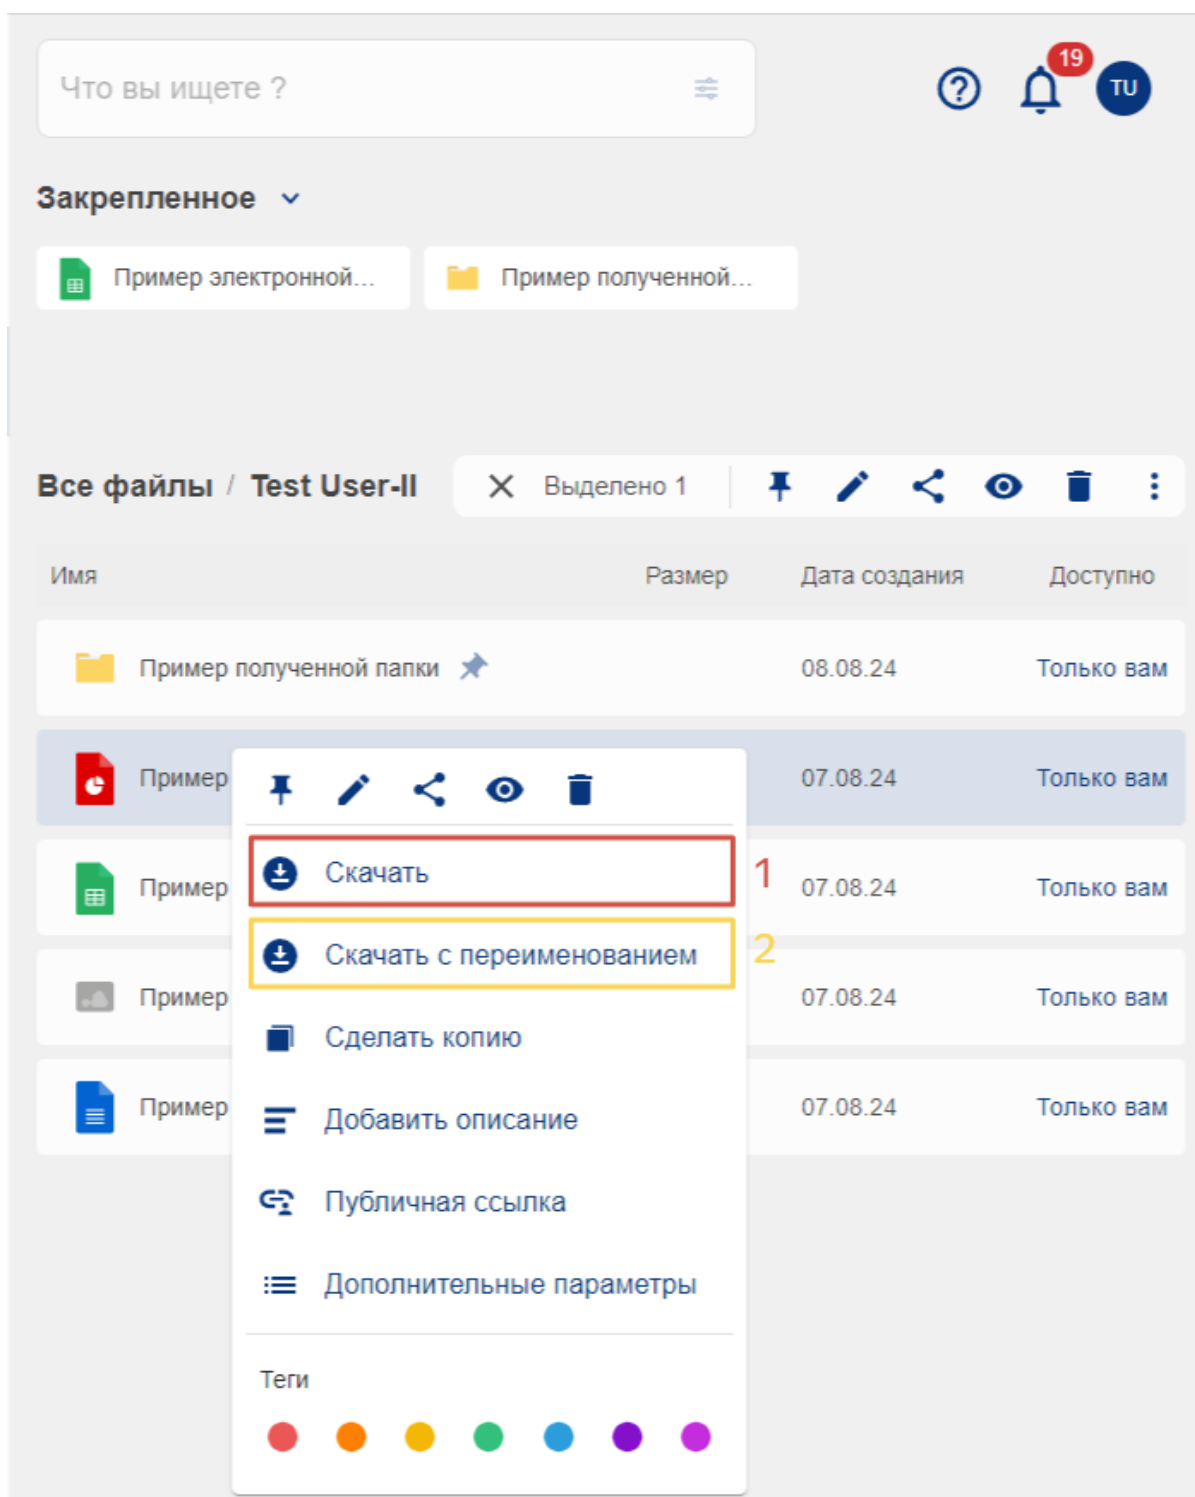 Что вы ищете ?
19
TU
Закрепленное
Пример электронной...
Пример полученной...
Все файлы / Test User-II
Выделено 1
Имя Размер Дата создания Доступно
Пример полученной папки 08.08.24 Только вам
Пример 07.08.24 Только вам
Скачать 1
Пример 07.08.24 Только вам
Скачать с переименованием 2
Пример 07.08.24 Только вам
Сделать копию
Пример 07.08.24 Только вам
Добавить описание
Публичная ссылка
Дополнительные параметры
Теги